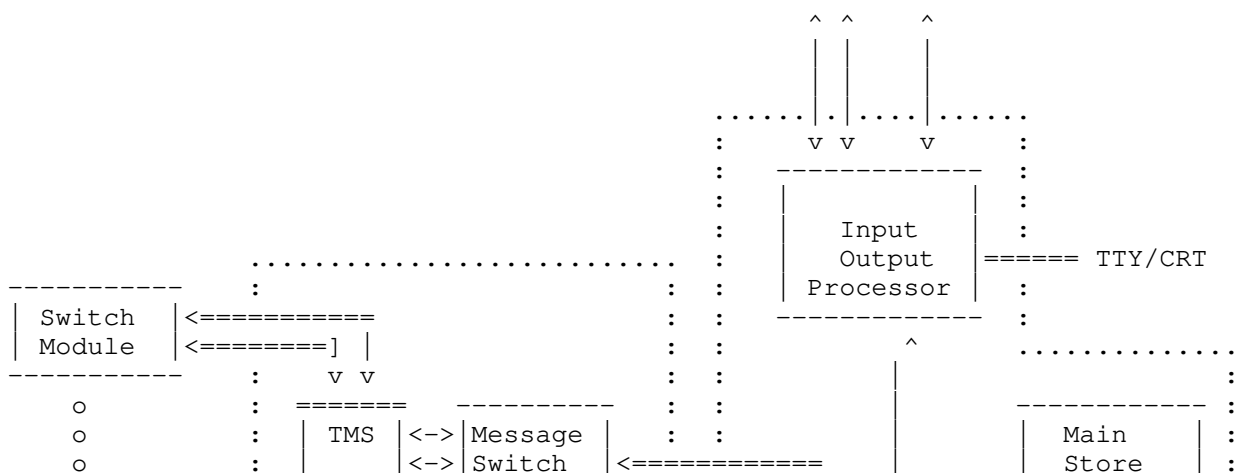 Input
Output
====== TTY/CRT
Processor
Switch
Module
TMS <-> Message
<-> Switch
Main
Store
o
o
o